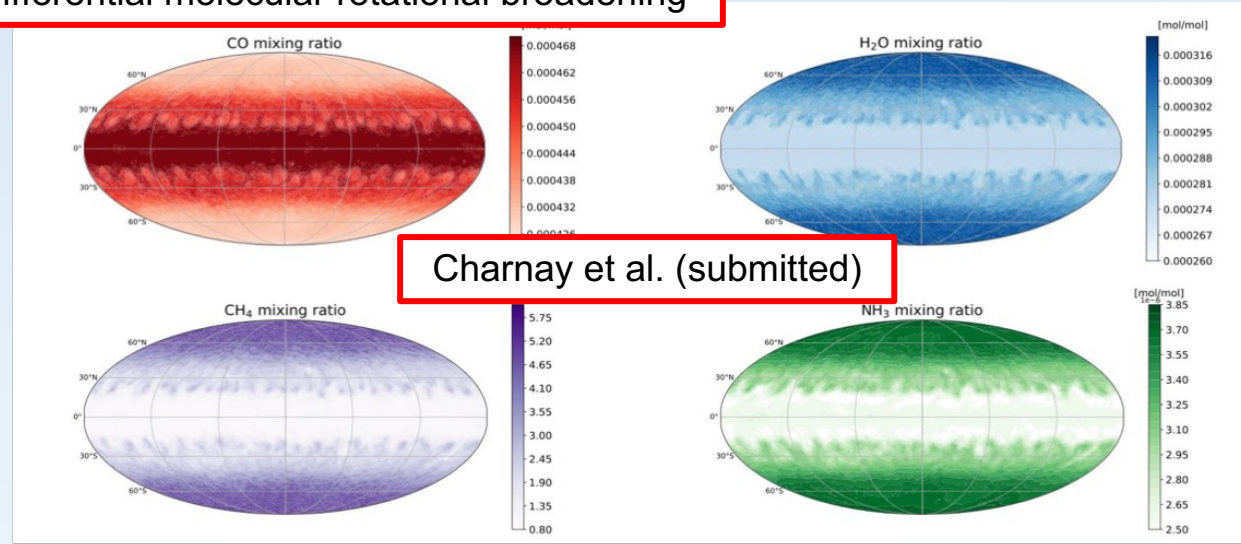 molecular rotational broadening
CO mixing ratio
60°N
30°N
0°
30°S
60°S
0.000468
0.000462
0.000456
0.000450
0.000444
0.000438
0.000432
H₂O mixing ratio
[mol/mol]
60°N
30°N
0°
30°S
60°S
0.000316
0.000309
0.000302
0.000295
0.000288
0.000281
0.000274
0.000267
0.000260
Charnay et al. (submitted)
CH₄ mixing ratio
60°N
30°N
0°
30°S
60°S
5.75
5.20
4.65
4.10
3.55
3.00
2.45
1.90
1.35
0.80
NH₃ mixing ratio
[mol/mol]
1e−6
60°N
30°N
0°
30°S
60°S
3.85
3.70
3.55
3.40
3.25
3.10
2.95
2.80
2.65
2.50